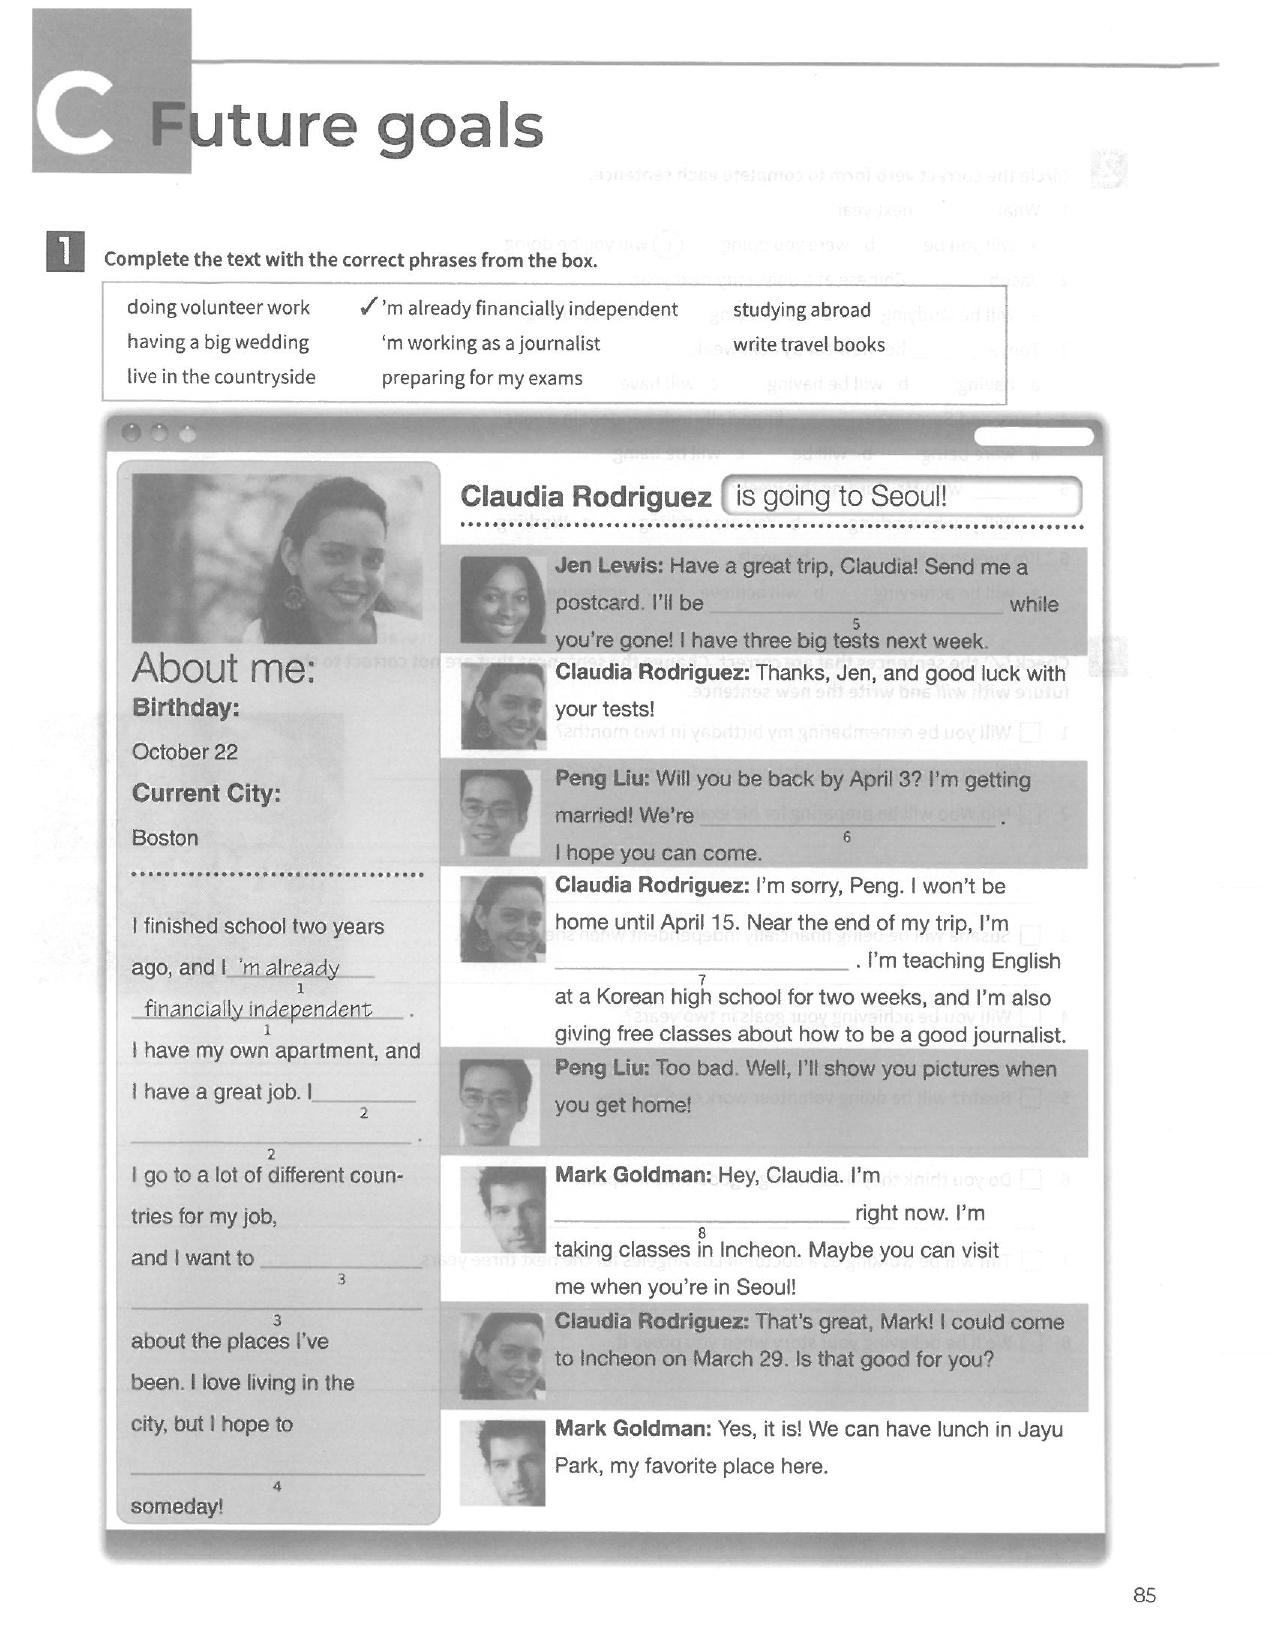 C Future goals
1 Complete the text with the correct phrases from the box.
doing volunteer work ✓ 'm already financially independent studying abroad
having a big wedding 'm working as a journalist write travel books
live in the countryside preparing for my exams
About me:
Birthday:
October 22
Current City:
Boston
I finished school two years
ago, and I 'm already
1
financially independent .
1
I have my own apartment, and
I have a great job. I
2
.
2
I go to a lot of different coun-
tries for my job,
and I want to
3
3
about the places I've
been. I love living in the
city, but I hope to
4
someday!
Claudia Rodriguez is going to Seoul!
Jen Lewis: Have a great trip, Claudia! Send me a
postcard. I'll be while
5
you're gone! I have three big tests next week.
Claudia Rodriguez: Thanks, Jen, and good luck with
your tests!
Peng Liu: Will you be back by April 3? I'm getting
married! We're .
6
I hope you can come.
Claudia Rodriguez: I'm sorry, Peng. I won't be
home until April 15. Near the end of my trip, I'm
. I'm teaching English
7
at a Korean high school for two weeks, and I'm also
giving free classes about how to be a good journalist.
Peng Liu: Too bad. Well, I'll show you pictures when
you get home!
Mark Goldman: Hey, Claudia. I'm
right now. I'm
8
taking classes in Incheon. Maybe you can visit
me when you're in Seoul!
Claudia Rodriguez: That's great, Mark! I could come
to Incheon on March 29. Is that good for you?
Mark Goldman: Yes, it is! We can have lunch in Jayu
Park, my favorite place here.
85